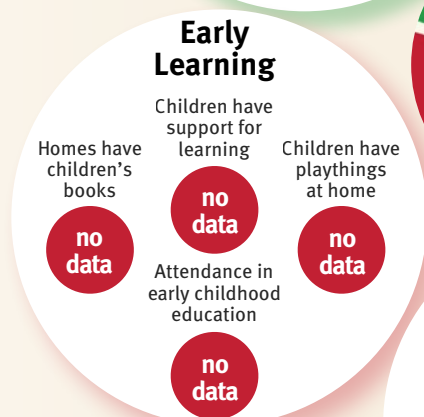 Early
Learning
Children have
support for
learning
Homes have
children's
books
Children have
playthings
at home
no
data
no
data
no
data
Attendance in
early childhood
education
no
data